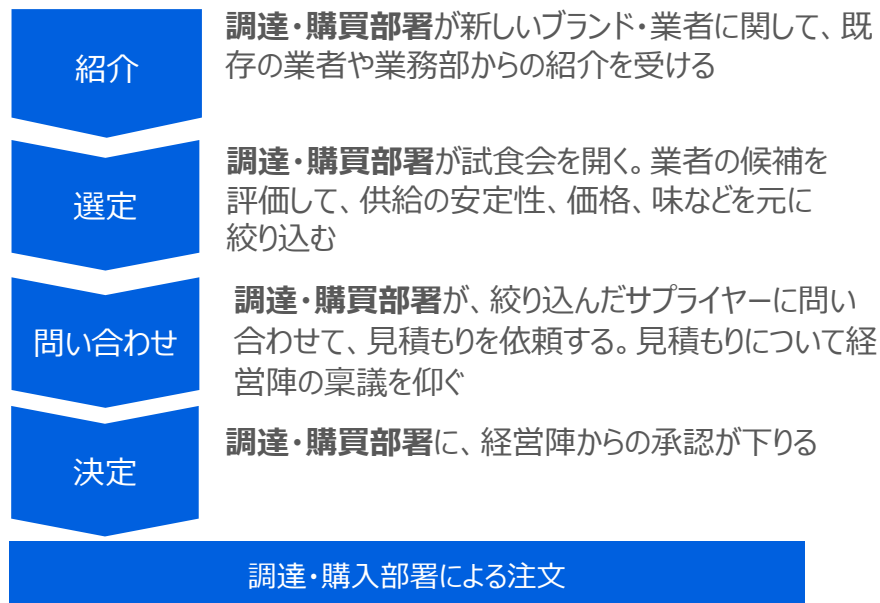 紹介
調達・購買部署が新しいブランド・業者に関して、既
存の業者や業務部からの紹介を受ける
選定
調達・購買部署が試食会を開く。業者の候補を
評価して、供給の安定性、価格、味などを元に
絞り込む
問い合わせ
調達・購買部署が、絞り込んだサプライヤーに問い
合わせて、見積もりを依頼する。見積もりについて経
営陣の稟議を仰ぐ
決定
調達・購買部署に、経営陣からの承認が下りる
調達・購入部署による注文